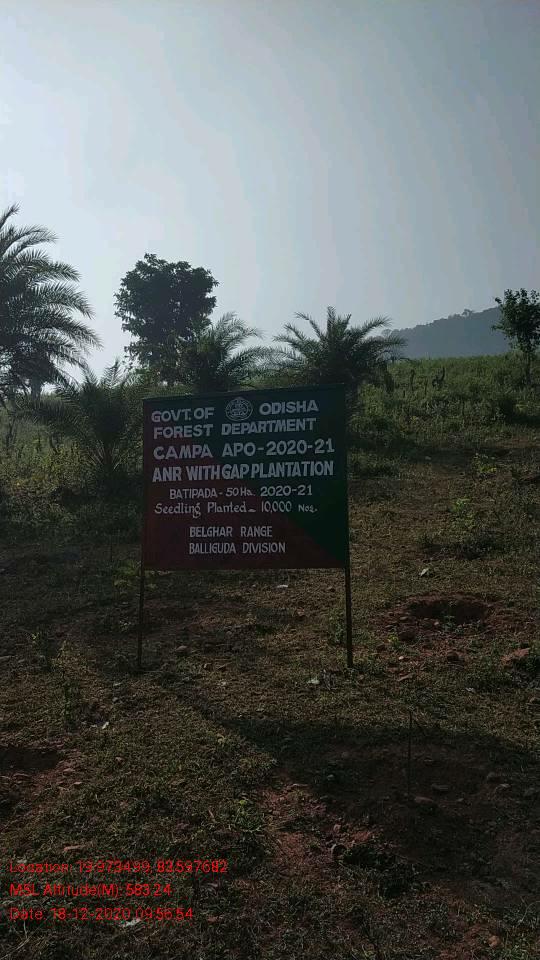 GOVT. OF ODISHA
FOREST DEPARTMENT
CAMPA APO-2020-21
ANR WITH GAP PLANTATION
BATIPADA - 50 Ha. 2020-21
Seedling Planted - 10,000 Nos.
BELGHAR RANGE
BALLIGUDA DIVISION
Location: 19.973499, 83.597682
MSL Altitude(M): 583.24
Date: 18-12-2020 09:56:54